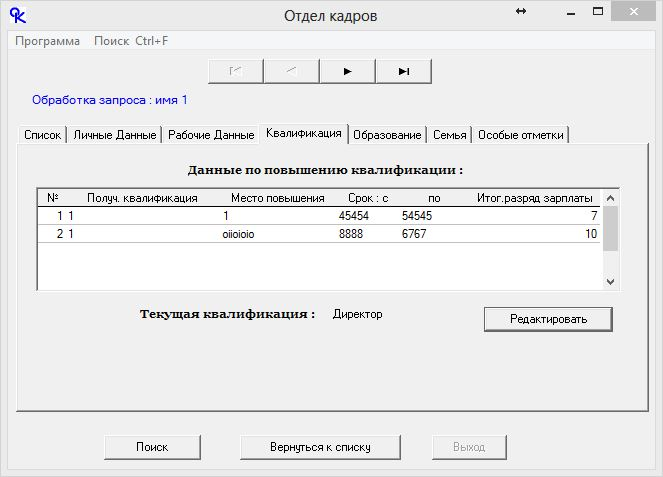 Отдел кадров
Программа Поиск Ctrl+F
Обработка запроса : имя 1
Список Личные Данные Рабочие Данные Квалификация Образование Семья Особые отметки
Данные по повышению квалификации :
№ Получ. квалификация Место повышения Срок : с по Итог.разряд зарплаты
1 1 1 45454 54545 7
2 1 oiioioio 8888 6767 10
Текущая квалификация : Директор Редактировать
Поиск Вернуться к списку Выход